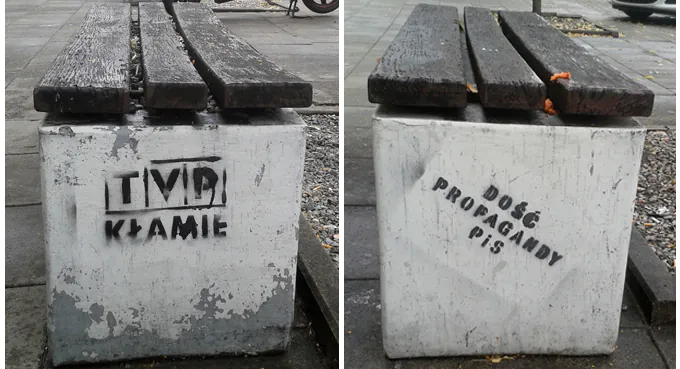 TVP
KŁAMIE
DOŚĆ
PROPAGANDY
PiS